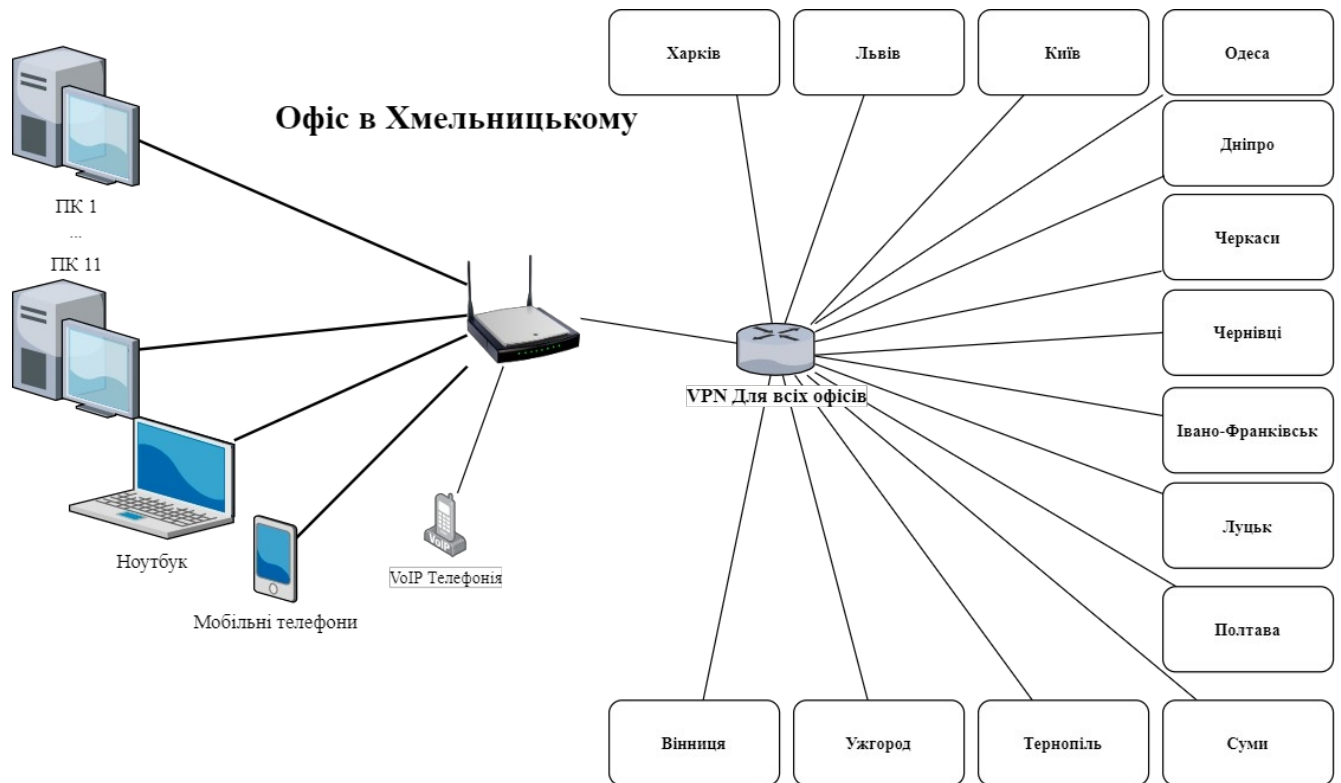 Харків
Львів
Київ
Одеса
Офіс в Хмельницькому
Дніпро
ПК 1
...
ПК 11
Черкаси
Чернівці
VPN Для всіх офісів
Івано-Франківськ
Луцьк
VoIP
Ноутбук
VoIP Телефонія
Мобільні телефони
Полтава
Вінниця
Ужгород
Тернопіль
Суми